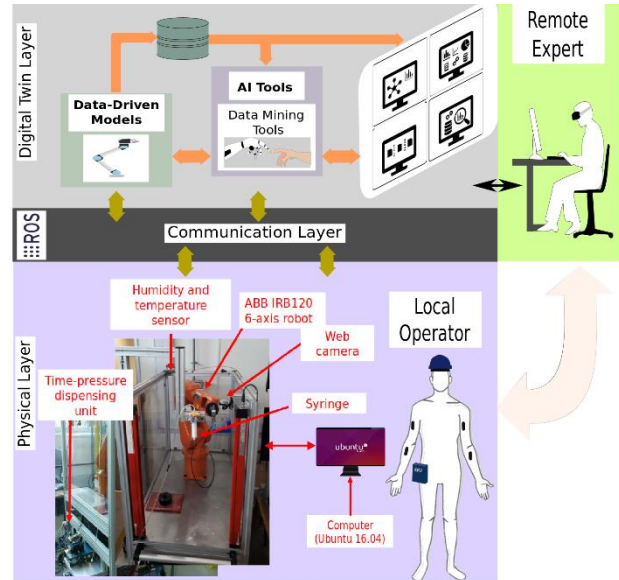 Digital Twin Layer
Data-Driven
Models
AI Tools
Data Mining
Tools
Remote
Expert
ROS
Communication Layer
Physical Layer
Humidity and
temperature
sensor
ABB IRB120
6-axis robot
Web
camera
Time-pressure
dispensing
unit
Syringe
Local
Operator
ubuntu
Computer
(Ubuntu 16.04)